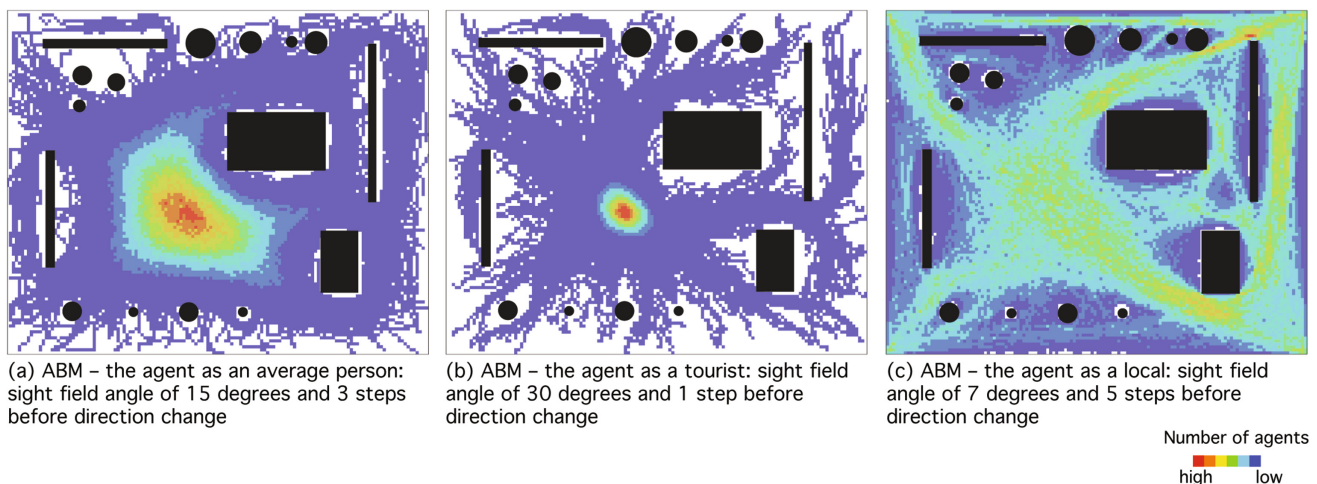 (a) ABM – the agent as an average person:
sight field angle of 15 degrees and 3 steps
before direction change
(b) ABM – the agent as a tourist: sight field
angle of 30 degrees and 1 step before
direction change
(c) ABM – the agent as a local: sight field
angle of 7 degrees and 5 steps before
direction change
Number of agents
high low